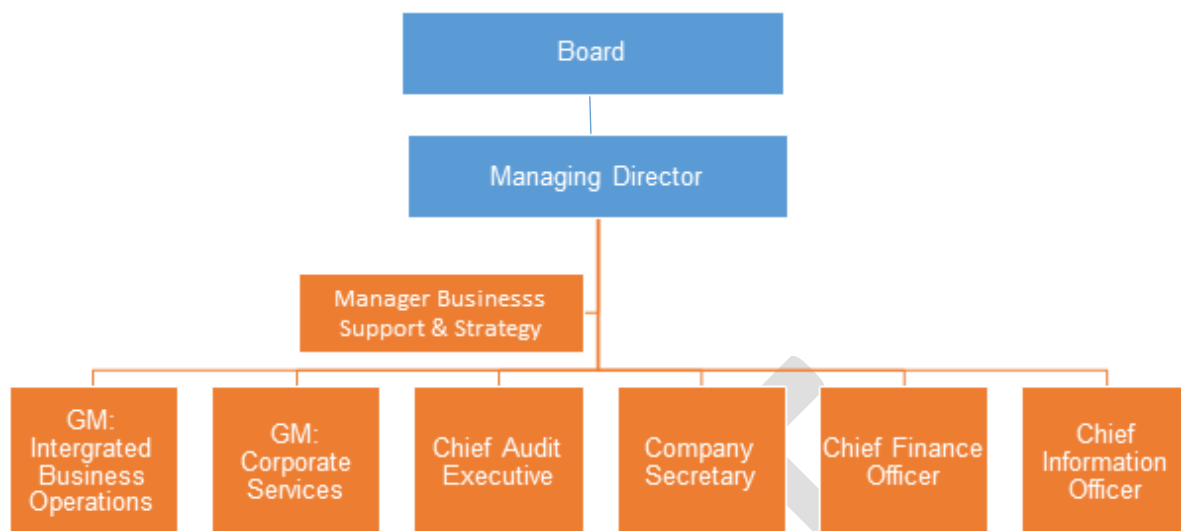 Board
Managing Director
Manager Businesss
Support & Strategy
GM:
Intergrated
Business
Operations
GM:
Corporate
Services
Chief Audit
Executive
Company
Secretary
Chief Finance
Officer
Chief
Information
Officer